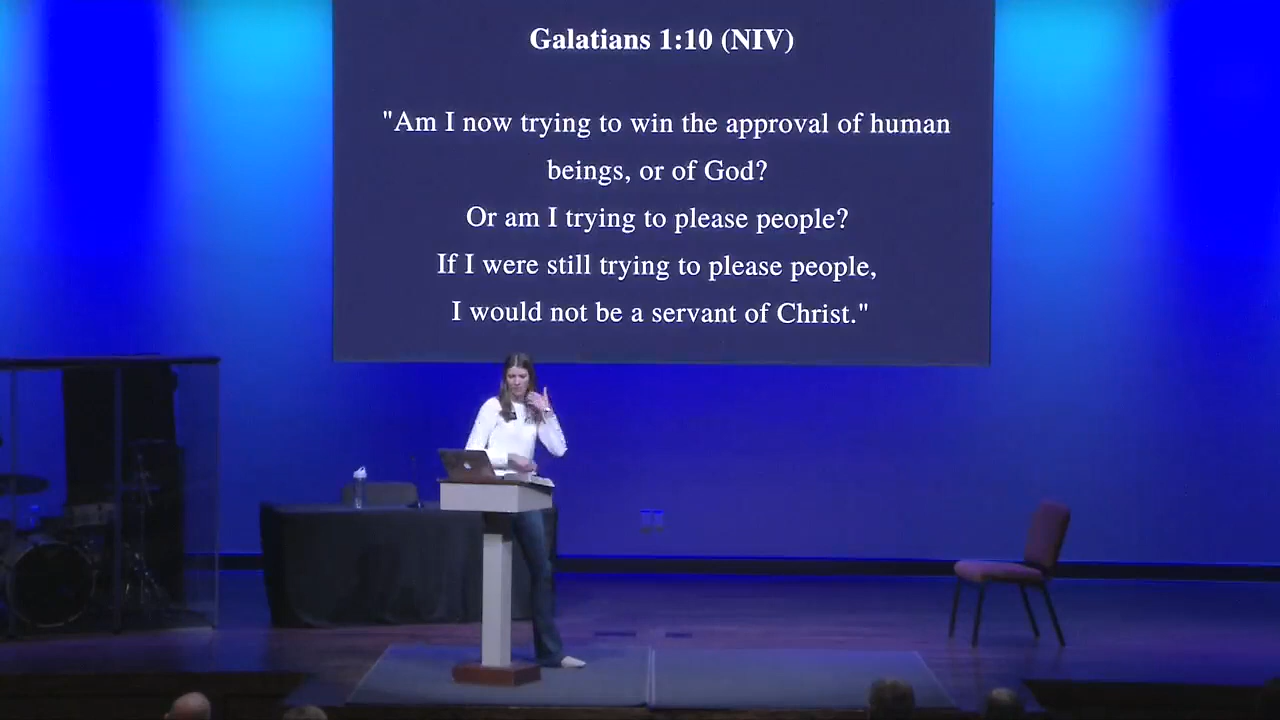 Galatians 1:10 (NIV)
"Am I now trying to win the approval of human
beings, or of God?
Or am I trying to please people?
If I were still trying to please people,
I would not be a servant of Christ."